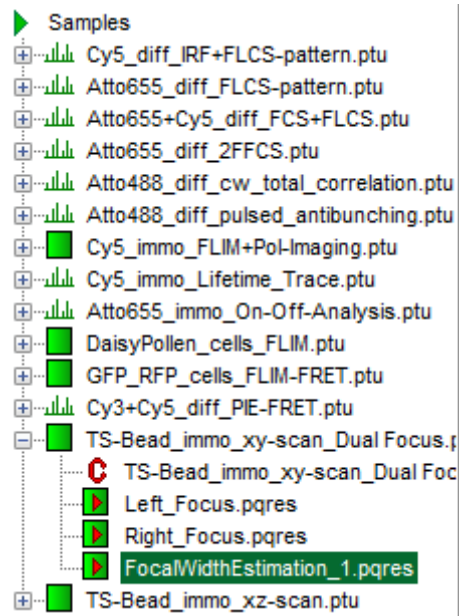 Samples
Cy5_diff_IRF+FLCS-pattern.ptu
Atto655_diff_FLCS-pattern.ptu
Atto655+Cy5_diff_FCS+FLCS.ptu
Atto655_diff_2FFCS.ptu
Atto488_diff_cw_total_correlation.ptu
Atto488_diff_pulsed_antibunching.ptu
Cy5_immo_FLIM+Pol-Imaging.ptu
Cy5_immo_Lifetime_Trace.ptu
Atto655_immo_On-Off-Analysis.ptu
DaisyPollen_cells_FLIM.ptu
GFP_RFP_cells_FLIM-FRET.ptu
Cy3+Cy5_diff_PIE-FRET.ptu
TS-Bead_immo_xy-scan_Dual Focus.p
C TS-Bead_immo_xy-scan_Dual Foc
Left_Focus.pqres
Right_Focus.pqres
FocalWidthEstimation_1.pqres
TS-Bead_immo_xz-scan.ptu